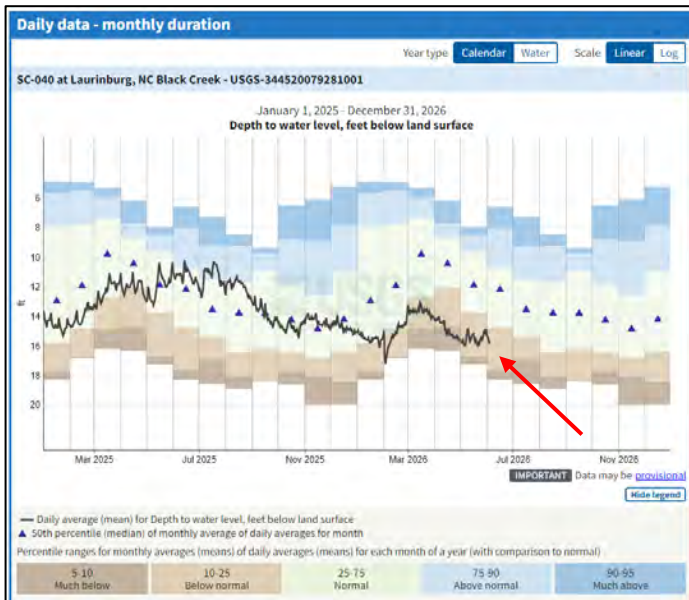 Daily data - monthly duration
Year type Calendar Water Scale Linear Log
SC-040 at Laurinburg, NC Black Creek - USGS-344520079281001
January 1, 2025 - December 31, 2026
Depth to water level, feet below land surface
6
8
10
12
ft
14
16
18
20
USGS
Mar 2025 Jul 2025 Nov 2025 Mar 2026 Jul 2026 Nov 2026
IMPORTANT Data may be provisional
Hide legend
Daily average (mean) for Depth to water level, feet below land surface
50th percentile (median) of monthly average of daily averages for month
Percentile ranges for monthly averages (means) of daily averages (means) for each month of a year (with comparison to normal)
5-10 10-25 25-75 75-90 90-95
Much below Below normal Normal Above normal Much above